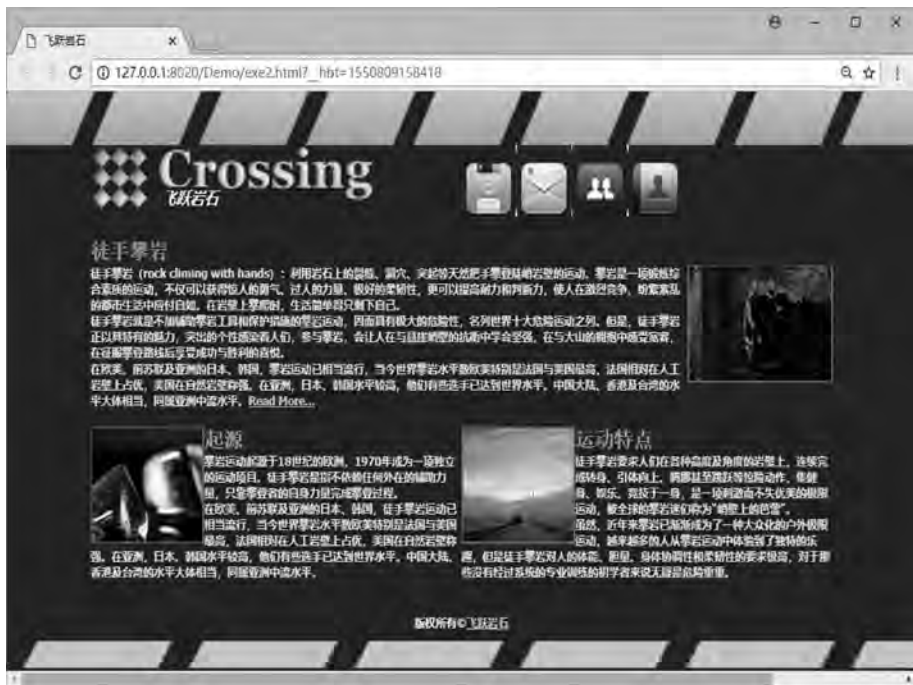 飞跃岩石
127.0.0.1:8020/Demo/exe2.html?__hbt=1550809158418
Crossing
飞跃岩石
徒手攀岩
徒手攀岩（rock climing with hands）：利用岩石上的裂缝、洞穴、突起等天然把手攀登陡峭岩壁的运动。攀岩是一项锻炼综
合素质的运动，不仅可以获得惊人的勇气、过人的力量、极好的柔韧性，更可以提高耐力和判断力，使人在激烈竞争、纷繁紊乱
的都市生活中应付自如。在岩壁上攀爬时，生活简单得只剩下自己。
徒手攀岩就是不加辅助攀岩工具和保护措施的攀岩运动，因而具有极大的危险性，名列世界十大危险运动之列。但是，徒手攀岩
正以其特有的魅力，突出的个性感染着人们，参与攀岩，会让人在与悬崖峭壁的抗衡中学会坚强，在与大山的拥抱中感受宽容，
在征服攀登路线后享受成功与胜利的喜悦。
在欧美、前苏联及亚洲的日本、韩国，攀岩运动已相当流行，当今世界攀岩水平数欧美特别是法国与美国最高，法国相对在人工
岩壁上占优，美国在自然岩壁称强。在亚洲，日本、韩国水平较高，他们有些选手已达到世界水平，中国大陆、香港及台湾的水
平大体相当，同属亚洲中流水平。Read More...
起源
攀岩运动起源于18世纪的欧洲，1970年成为一项独立
的运动项目。徒手攀岩是指不依赖任何外在的辅助力
量，只靠攀登者的自身力量完成攀登过程。
在欧美、前苏联及亚洲的日本、韩国，徒手攀岩运动已
相当流行，当今世界攀岩水平数欧美特别是法国与美国
最高，法国相对在人工岩壁上占优，美国在自然岩壁称
强。在亚洲，日本、韩国水平较高，他们有些选手已达到世界水平，中国大陆、
香港及台湾的水平大体相当，同属亚洲中流水平。
运动特点
徒手攀岩要求人们在各种高度及角度的岩壁上，连续完
成转身、引体向上、腾挪甚至跳跃等惊险动作，集健
身、娱乐、竞技于一身，是一项刺激而不失优美的极限
运动，被全球的攀岩迷们称为"峭壁上的芭蕾"。
虽然，近年来攀岩已渐渐成为了一种大众化的户外极限
运动，越来越多的人从攀岩运动中体验到了独特的乐
趣，但是徒手攀岩对人的体能、胆量、身体协调性和柔韧性的要求很高，对于那
些没有经过系统的专业训练的初学者来说无疑是危险重重。
版权所有©飞跃岩石